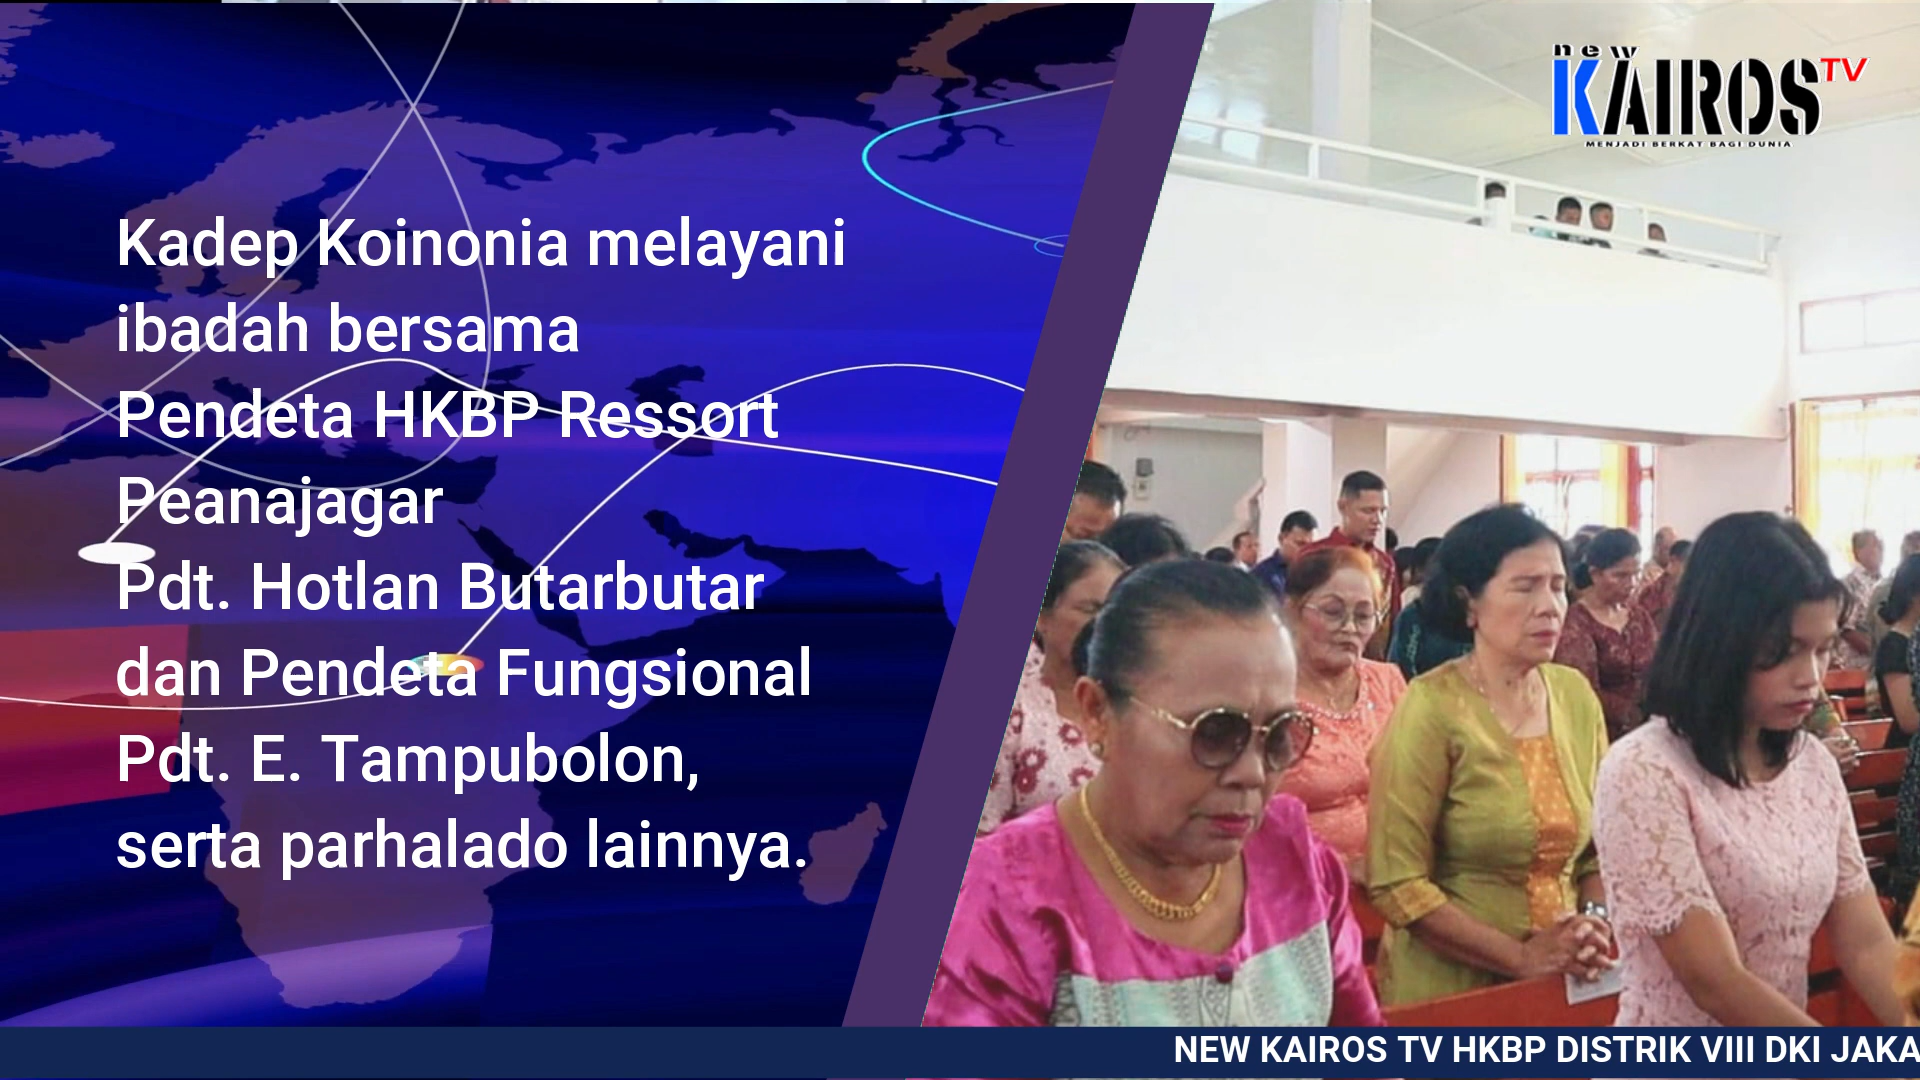 new
KAIROS TV
MENJADI BERKAT BAGI DUNIA
Kadep Koinonia melayani
ibadah bersama
Pendeta HKBP Ressort
Peanajagar
Pdt. Hotlan Butarbutar
dan Pendeta Fungsional
Pdt. E. Tampubolon,
serta parhalado lainnya.
NEW KAIROS TV HKBP DISTRIK VIII DKI JAKA